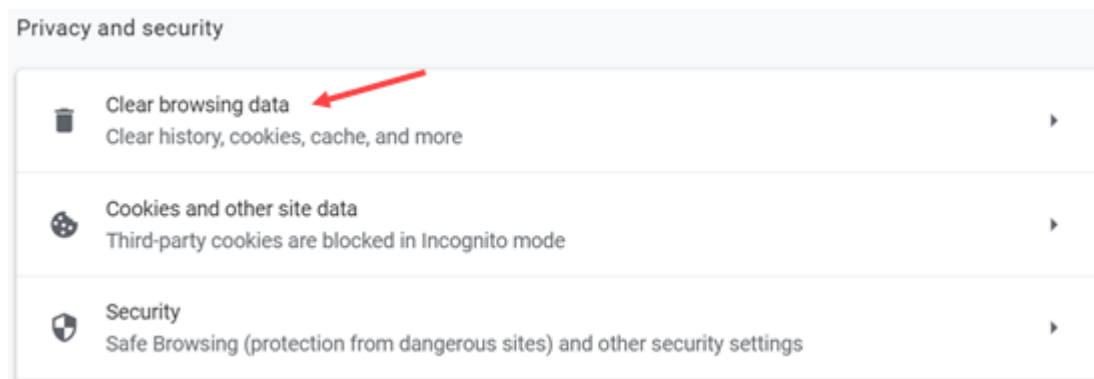 Privacy and security
Clear browsing data
Clear history, cookies, cache, and more
Cookies and other site data
Third-party cookies are blocked in Incognito mode
Security
Safe Browsing (protection from dangerous sites) and other security settings